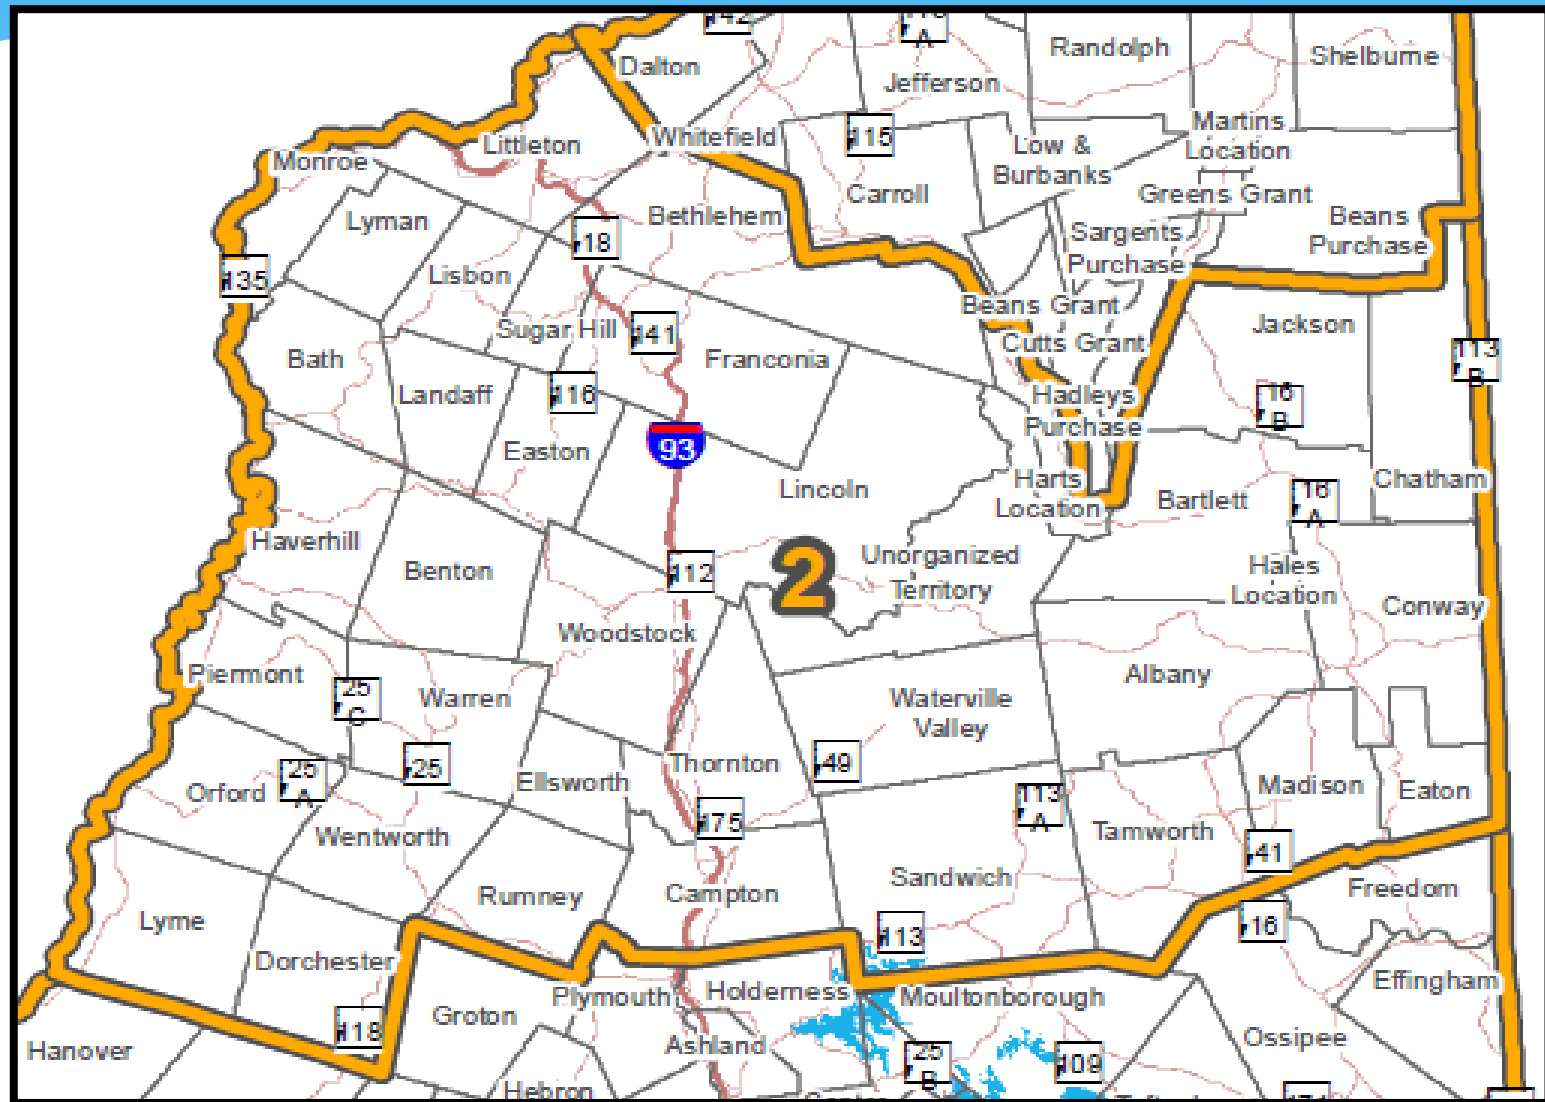 142
A
Dalton
Randolph
Shelburne
Jefferson
Whitefield
115
Martins
Location
Littleton
Low &
Burbanks
Monroe
Carroll
Greens Grant
Lyman
Bethlehem
Beans
Purchase
18
Sargents
Purchase
135
Lisbon
Beans Grant
Sugar Hill
141
Jackson
Bath
Franconia
Cutts Grant
113
B
Landaff
116
Hadleys
Purchase
16
B
Easton
93
Lincoln
Harts
Location
Bartlett
16
A
Chatham
Haverhill
Benton
112
2
Unorganized
Territory
Hales
Location
Conway
Woodstock
Piermont
25
C
Warren
Waterville
Valley
Albany
Orford
25
A
25
Ellsworth
Thornton
49
Madison
Eaton
Wentworth
175
113
A
Tamworth
41
Rumney
Campton
Sandwich
Freedom
Lyme
113
16
Dorchester
Plymouth
Holderness
Moultonborough
Effingham
118
Groton
Hanover
Ashland
25
B
109
Ossipee
Hebron